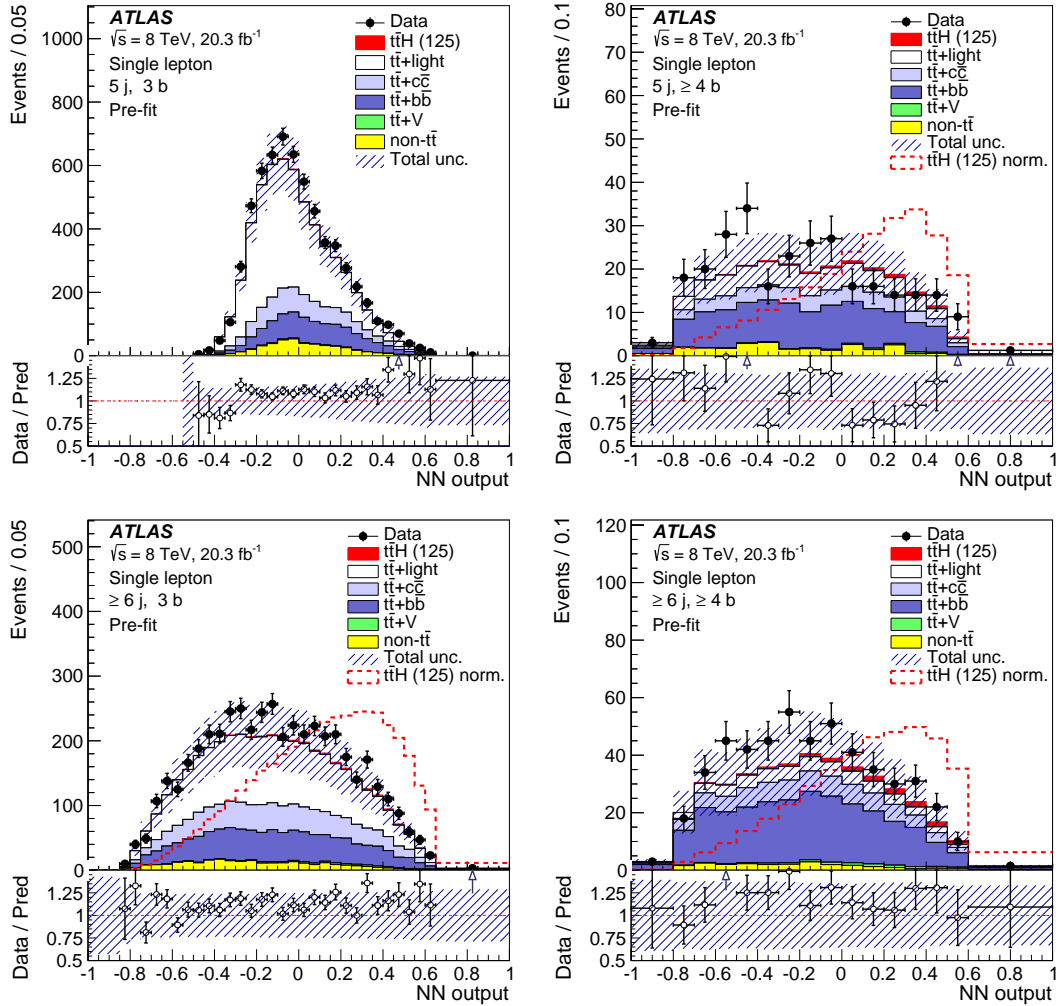 ATLAS
√s = 8 TeV, 20.3 fb⁻¹
Single lepton
5 j, 3 b
Pre-fit
Data
tt̄H (125)
tt̄+light
tt̄+cc̄
tt̄+bb̄
tt̄+V
non-tt̄
Total unc.
Events / 0.05
1000
800
600
400
200
0
Data / Pred
1.25
1
0.75
0.5
-1 -0.8 -0.6 -0.4 -0.2 0 0.2 0.4 0.6 0.8 1
NN output
ATLAS
√s = 8 TeV, 20.3 fb⁻¹
Single lepton
5 j, ≥ 4 b
Pre-fit
Data
tt̄H (125)
tt̄+light
tt̄+cc̄
tt̄+bb̄
tt̄+V
non-tt̄
Total unc.
tt̄H (125) norm.
Events / 0.1
80
70
60
50
40
30
20
10
0
Data / Pred
1.25
1
0.75
0.5
-1 -0.8 -0.6 -0.4 -0.2 0 0.2 0.4 0.6 0.8 1
NN output
ATLAS
√s = 8 TeV, 20.3 fb⁻¹
Single lepton
≥ 6 j, 3 b
Pre-fit
Data
tt̄H (125)
tt̄+light
tt̄+cc̄
tt̄+bb̄
tt̄+V
non-tt̄
Total unc.
tt̄H (125) norm.
Events / 0.05
500
400
300
200
100
0
Data / Pred
1.25
1
0.75
0.5
-1 -0.8 -0.6 -0.4 -0.2 0 0.2 0.4 0.6 0.8 1
NN output
ATLAS
√s = 8 TeV, 20.3 fb⁻¹
Single lepton
≥ 6 j, ≥ 4 b
Pre-fit
Data
tt̄H (125)
tt̄+light
tt̄+cc̄
tt̄+bb̄
tt̄+V
non-tt̄
Total unc.
tt̄H (125) norm.
Events / 0.1
120
100
80
60
40
20
0
Data / Pred
1.25
1
0.75
0.5
-1 -0.8 -0.6 -0.4 -0.2 0 0.2 0.4 0.6 0.8 1
NN output